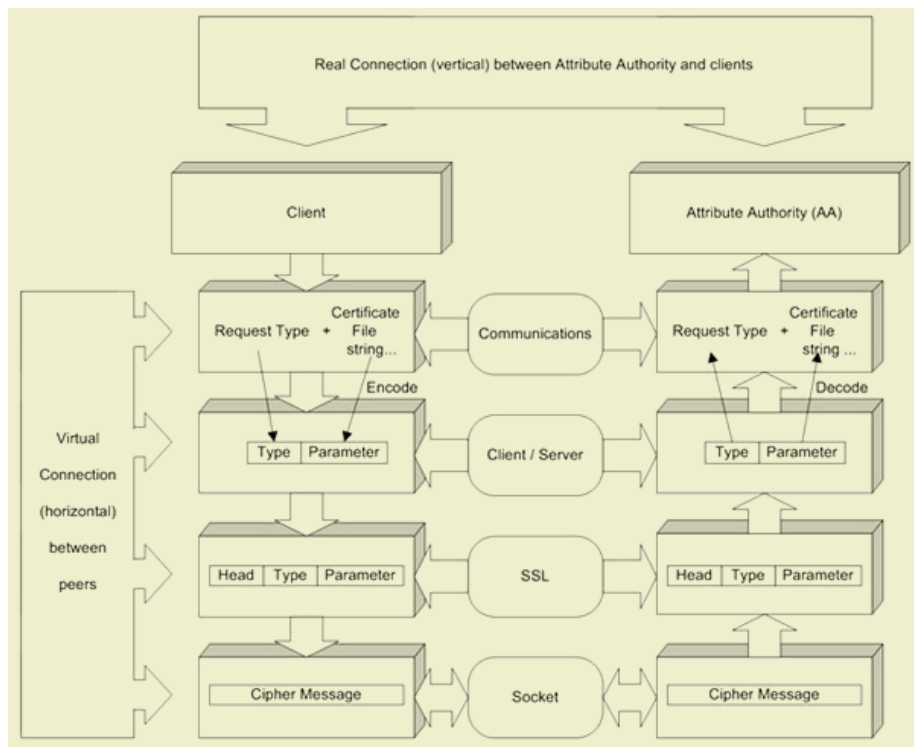 Real Connection (vertical) between Attribute Authority and clients
Client
Attribute Authority (AA)
Request Type + Certificate
File
string...
Communications
Request Type + Certificate
File
string ...
Encode
Decode
Virtual
Connection
(horizontal)
between
peers
Type Parameter
Client / Server
Type Parameter
Head Type Parameter
SSL
Head Type Parameter
Cipher Message
Socket
Cipher Message